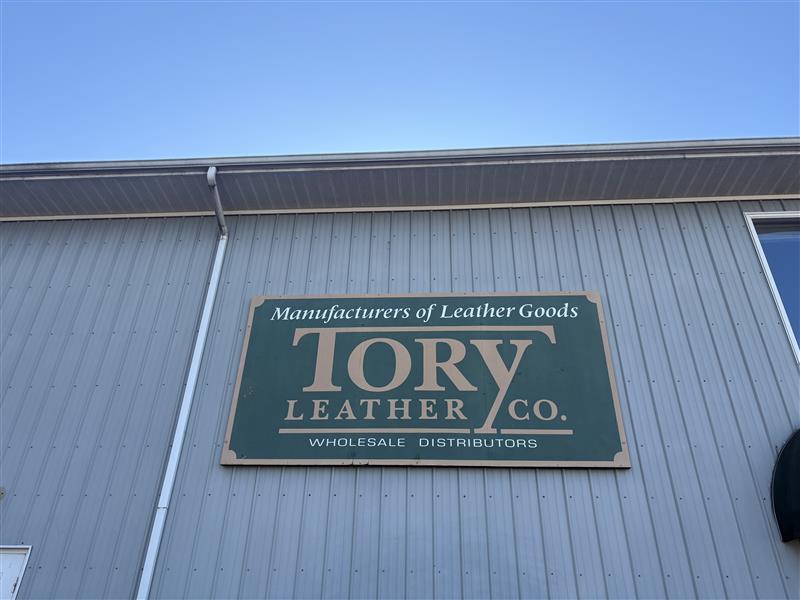 Manufacturers of Leather Goods
TORY
LEATHER CO.
WHOLESALE DISTRIBUTORS